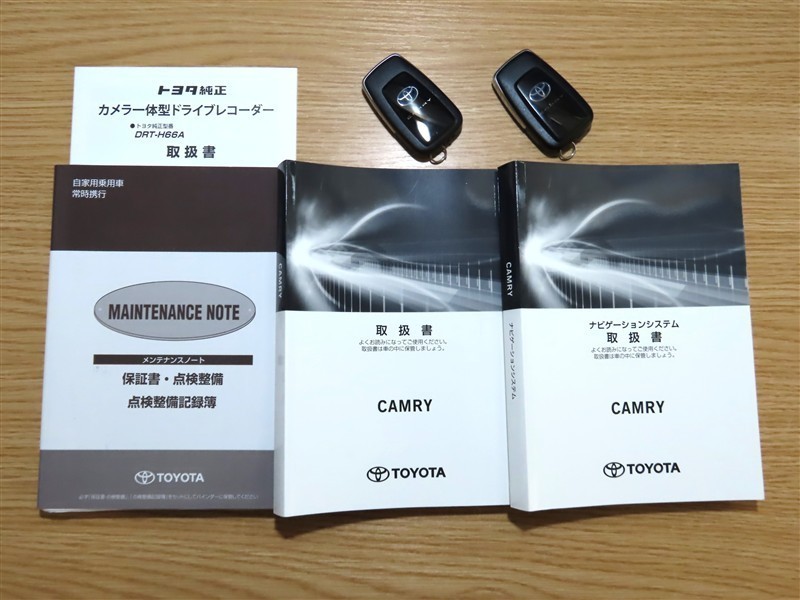 トヨタ純正
カメラ一体型ドライブレコーダー
●トヨタ純正型番
DRT-H66A
取扱書
自家用乗用車
常時携行
MAINTENANCE NOTE
メンテナンスノート
保証書・点検整備
点検整備記録簿
TOYOTA
CAMRY
取扱書
よくお読みになってご使用ください。
取扱書は車の中に保管しましょう。
CAMRY
TOYOTA
CAMRY
ナビゲーションシステム
ナビゲーションシステム
取扱書
よくお読みになってご使用ください。
取扱書は車の中に保管しましょう。
CAMRY
TOYOTA